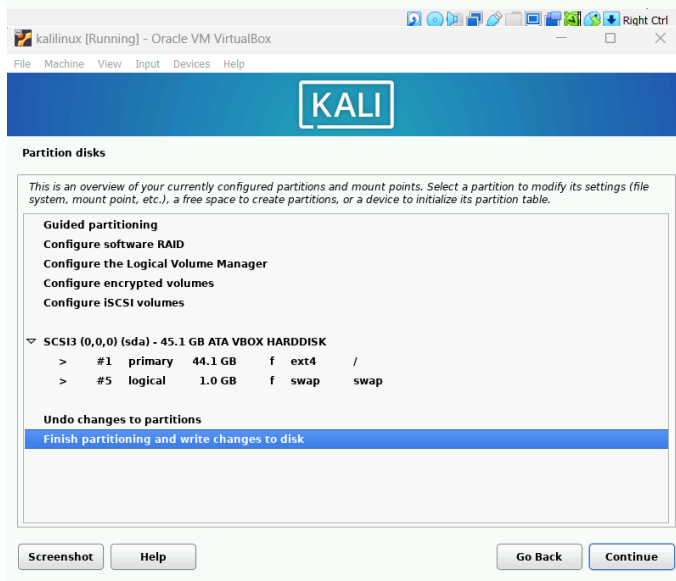 Right Ctrl
kalilinux [Running] - Oracle VM VirtualBox
File Machine View Input Devices Help
KALI
Partition disks
This is an overview of your currently configured partitions and mount points. Select a partition to modify its settings (file
system, mount point, etc.), a free space to create partitions, or a device to initialize its partition table.
Guided partitioning
Configure software RAID
Configure the Logical Volume Manager
Configure encrypted volumes
Configure iSCSI volumes
SCSI3 (0,0,0) (sda) - 45.1 GB ATA VBOX HARDDISK
> #1 primary 44.1 GB f ext4 /
> #5 logical 1.0 GB f swap swap
Undo changes to partitions
Finish partitioning and write changes to disk
Screenshot Help Go Back Continue